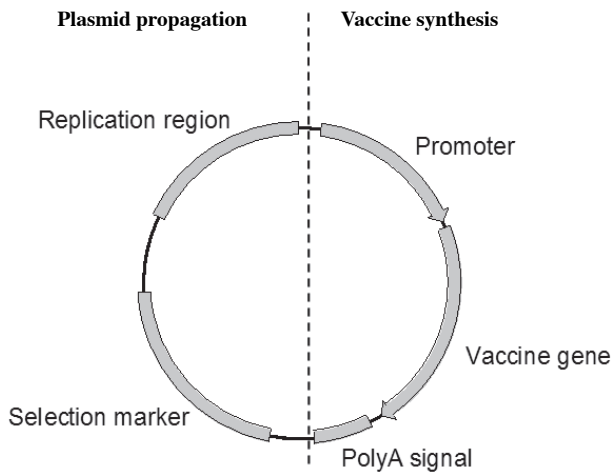 Plasmid propagation
Vaccine synthesis
Replication region
Promoter
Vaccine gene
Selection marker
PolyA signal